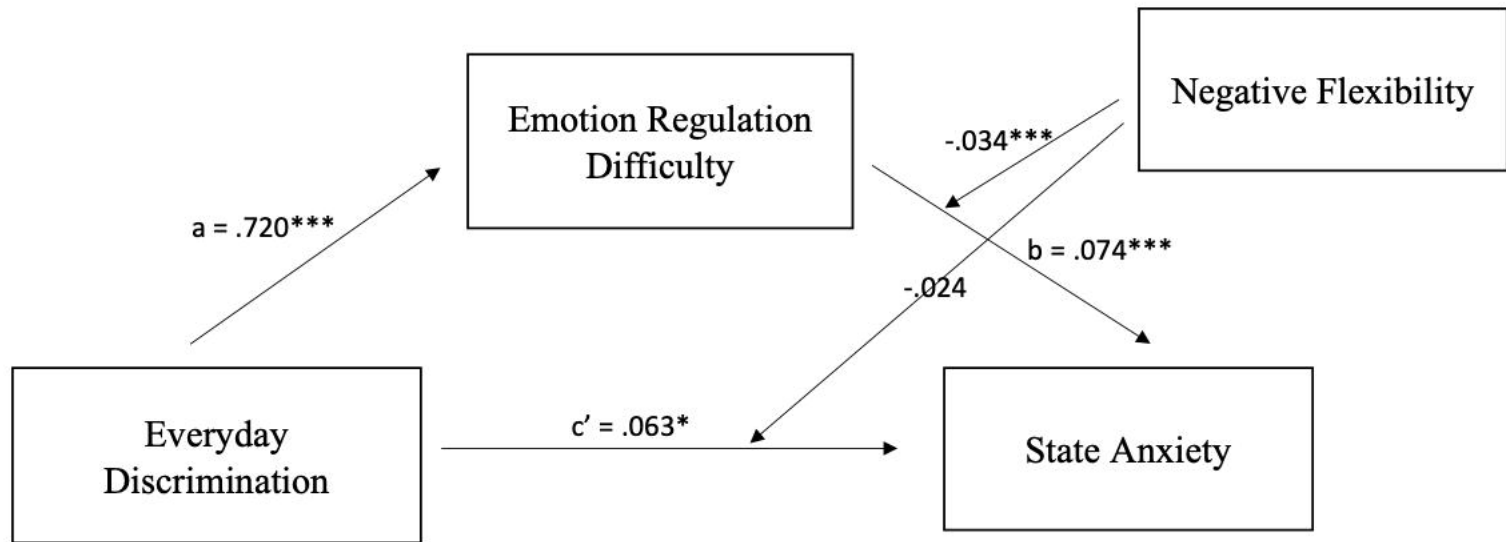 Negative Flexibility
Emotion Regulation
Difficulty
-.034***
a = .720***
b = .074***
-.024
c’ = .063*
Everyday
Discrimination
State Anxiety